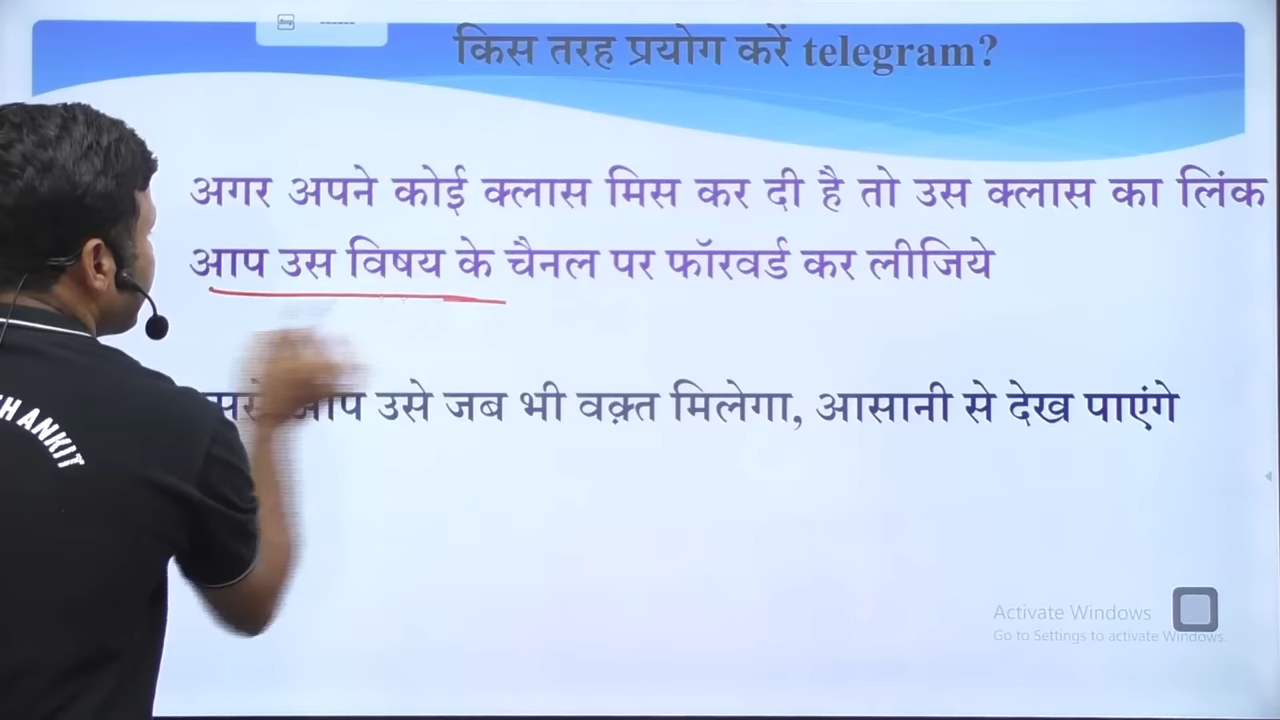 किस तरह प्रयोग करें telegram?
अगर अपने कोई क्लास मिस कर दी है तो उस क्लास का लिंक
आप उस विषय के चैनल पर फॉरवर्ड कर लीजिये
उसे जब भी वक़्त मिलेगा, आसानी से देख पाएंगे
H ANKIT
Activate Windows
Go to Settings to activate Windows.